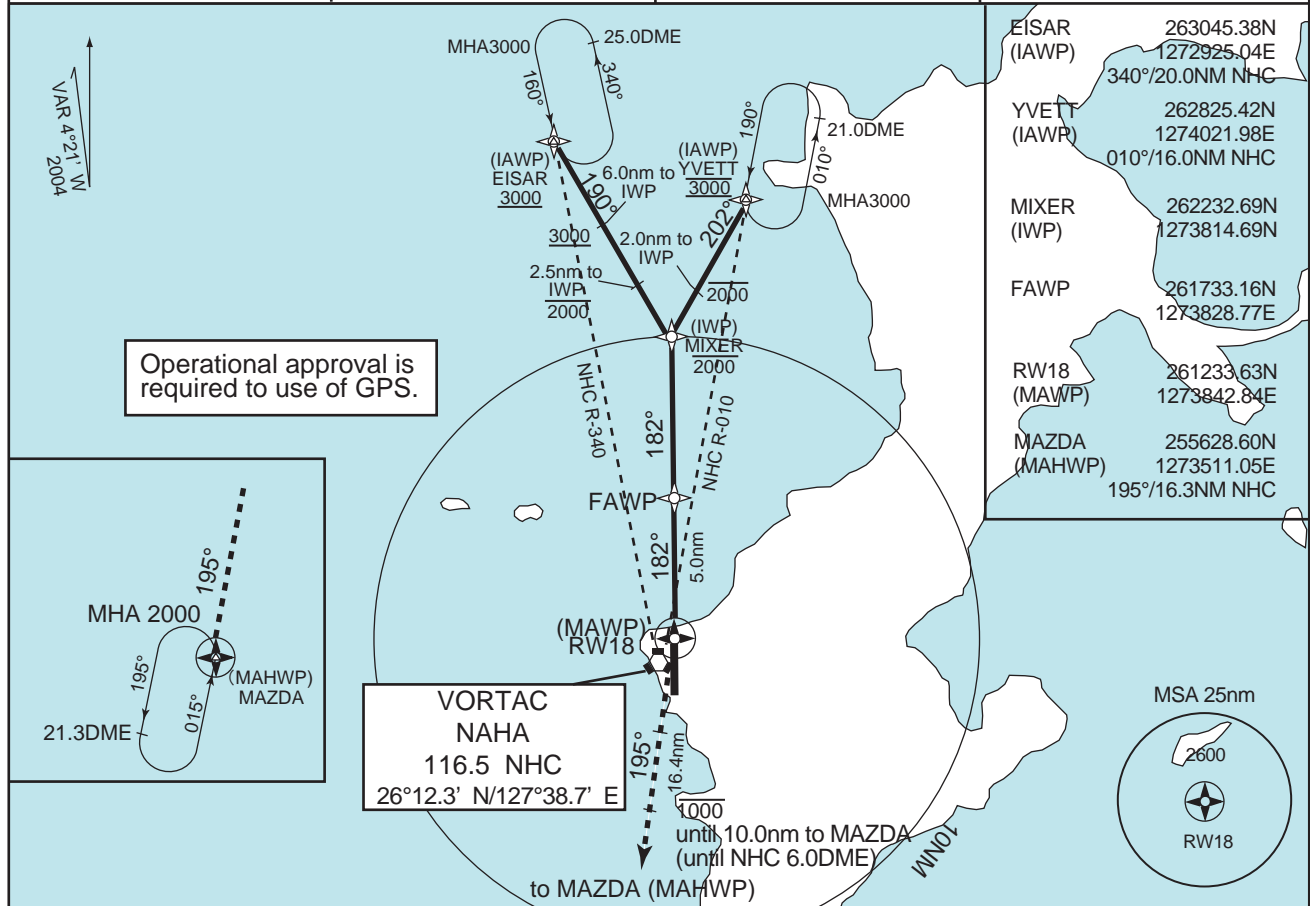 VAR 4°21' W
2004
MHA3000
25.0DME
160°
340°
(IAWP)
EISAR
3000
190°
6.0nm to
IWP
3000
2.5nm to
IWP
2000
190°
21.0DME
010°
(IAWP)
YVETT
3000
MHA3000
202°
2.0nm to
IWP
2000
(IWP)
MIXER
2000
NHC R-340
NHC R-010
182°
FAWP
182°
5.0nm
(MAWP)
RW18
Operational approval is
required to use of GPS.
VORTAC
NAHA
116.5 NHC
26°12.3' N/127°38.7' E
195°
16.4nm
1000
until 10.0nm to MAZDA
(until NHC 6.0DME)
to MAZDA (MAHWP)
10NM
195°
MHA 2000
195°
015°
(MAHWP)
MAZDA
21.3DME
EISAR 263045.38N
(IAWP) 1272925.04E
340°/20.0NM NHC
YVETT 262825.42N
(IAWP) 1274021.98E
010°/16.0NM NHC
MIXER 262232.69N
(IWP) 1273814.69N
FAWP 261733.16N
1273828.77E
RW18 261233.63N
(MAWP) 1273842.84E
MAZDA 255628.60N
(MAHWP) 1273511.05E
195°/16.3NM NHC
MSA 25nm
2600
RW18